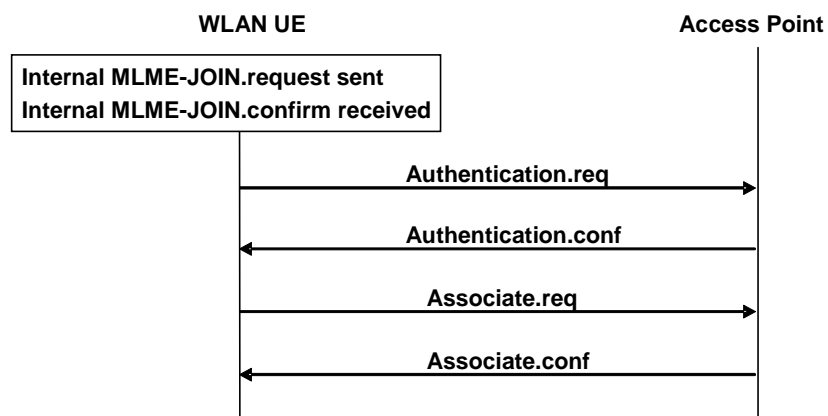 WLAN UE
Access Point
Internal MLME-JOIN.request sent
Internal MLME-JOIN.confirm received
Authentication.req
Authentication.conf
Associate.req
Associate.conf